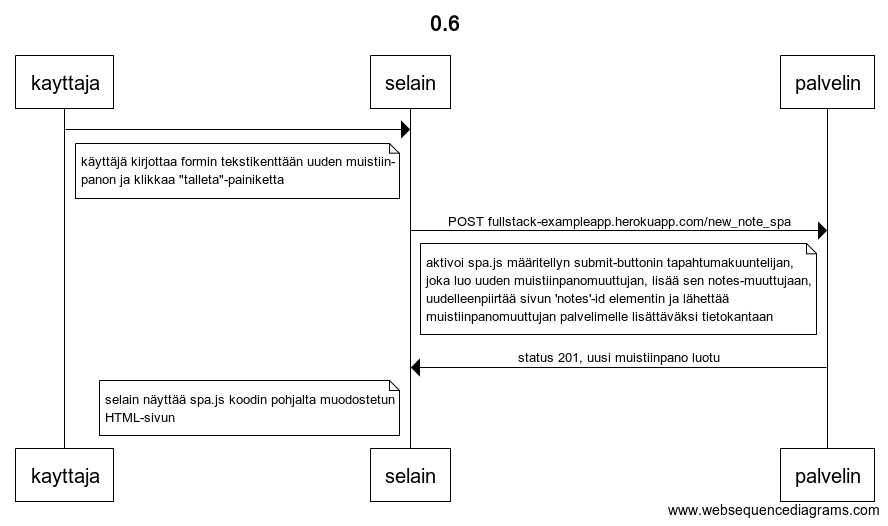 0.6
kayttaja
selain
palvelin
käyttäjä kirjottaa formin tekstikenttään uuden muistiin-
panon ja klikkaa "talleta"-painiketta
POST fullstack-exampleapp.herokuapp.com/new_note_spa
aktivoi spa.js määritellyn submit-buttonin tapahtumakuuntelijan,
joka luo uuden muistiinpanomuuttujan, lisää sen notes-muuttujaan,
uudelleenpiirtää sivun 'notes'-id elementin ja lähettää
muistiinpanomuuttujan palvelimelle lisättäväksi tietokantaan
status 201, uusi muistiinpano luotu
selain näyttää spa.js koodin pohjalta muodostetun
HTML-sivun
kayttaja
selain
palvelin
www.websequencediagrams.com